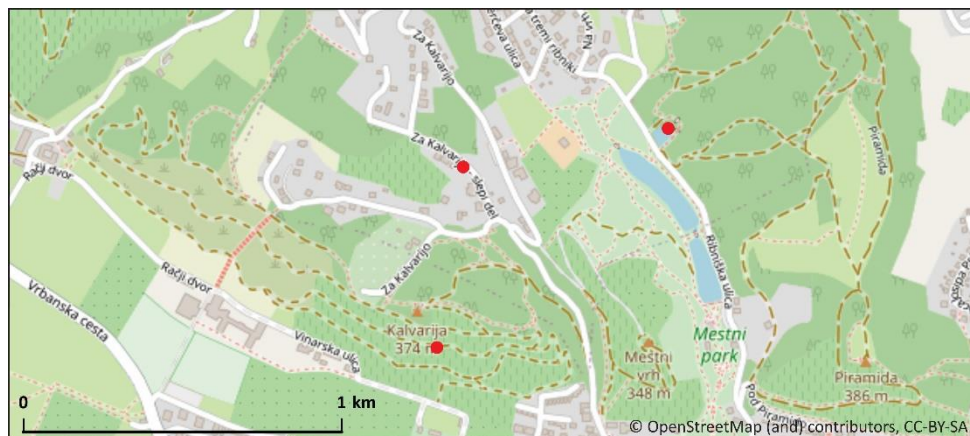 Za Kalvarijo
tremi ribniki
Za Kalvarijo - slepi del
Piramida
Račji dvor
Ribniška ulica
Za Kalvarijo
Račji dvor
Vrbanska cesta
Kalvarija
374 m
Vinarska ulica
Mestni
park
Mestni
vrh
348 m
Piramida
386 m
Pod Piramido
0
1 km
© OpenStreetMap (and) contributors, CC-BY-SA